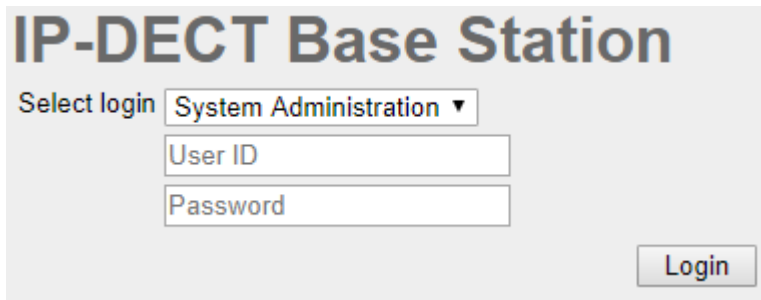 IP-DECT Base Station
Select login System Administration ▼
User ID
Password
Login